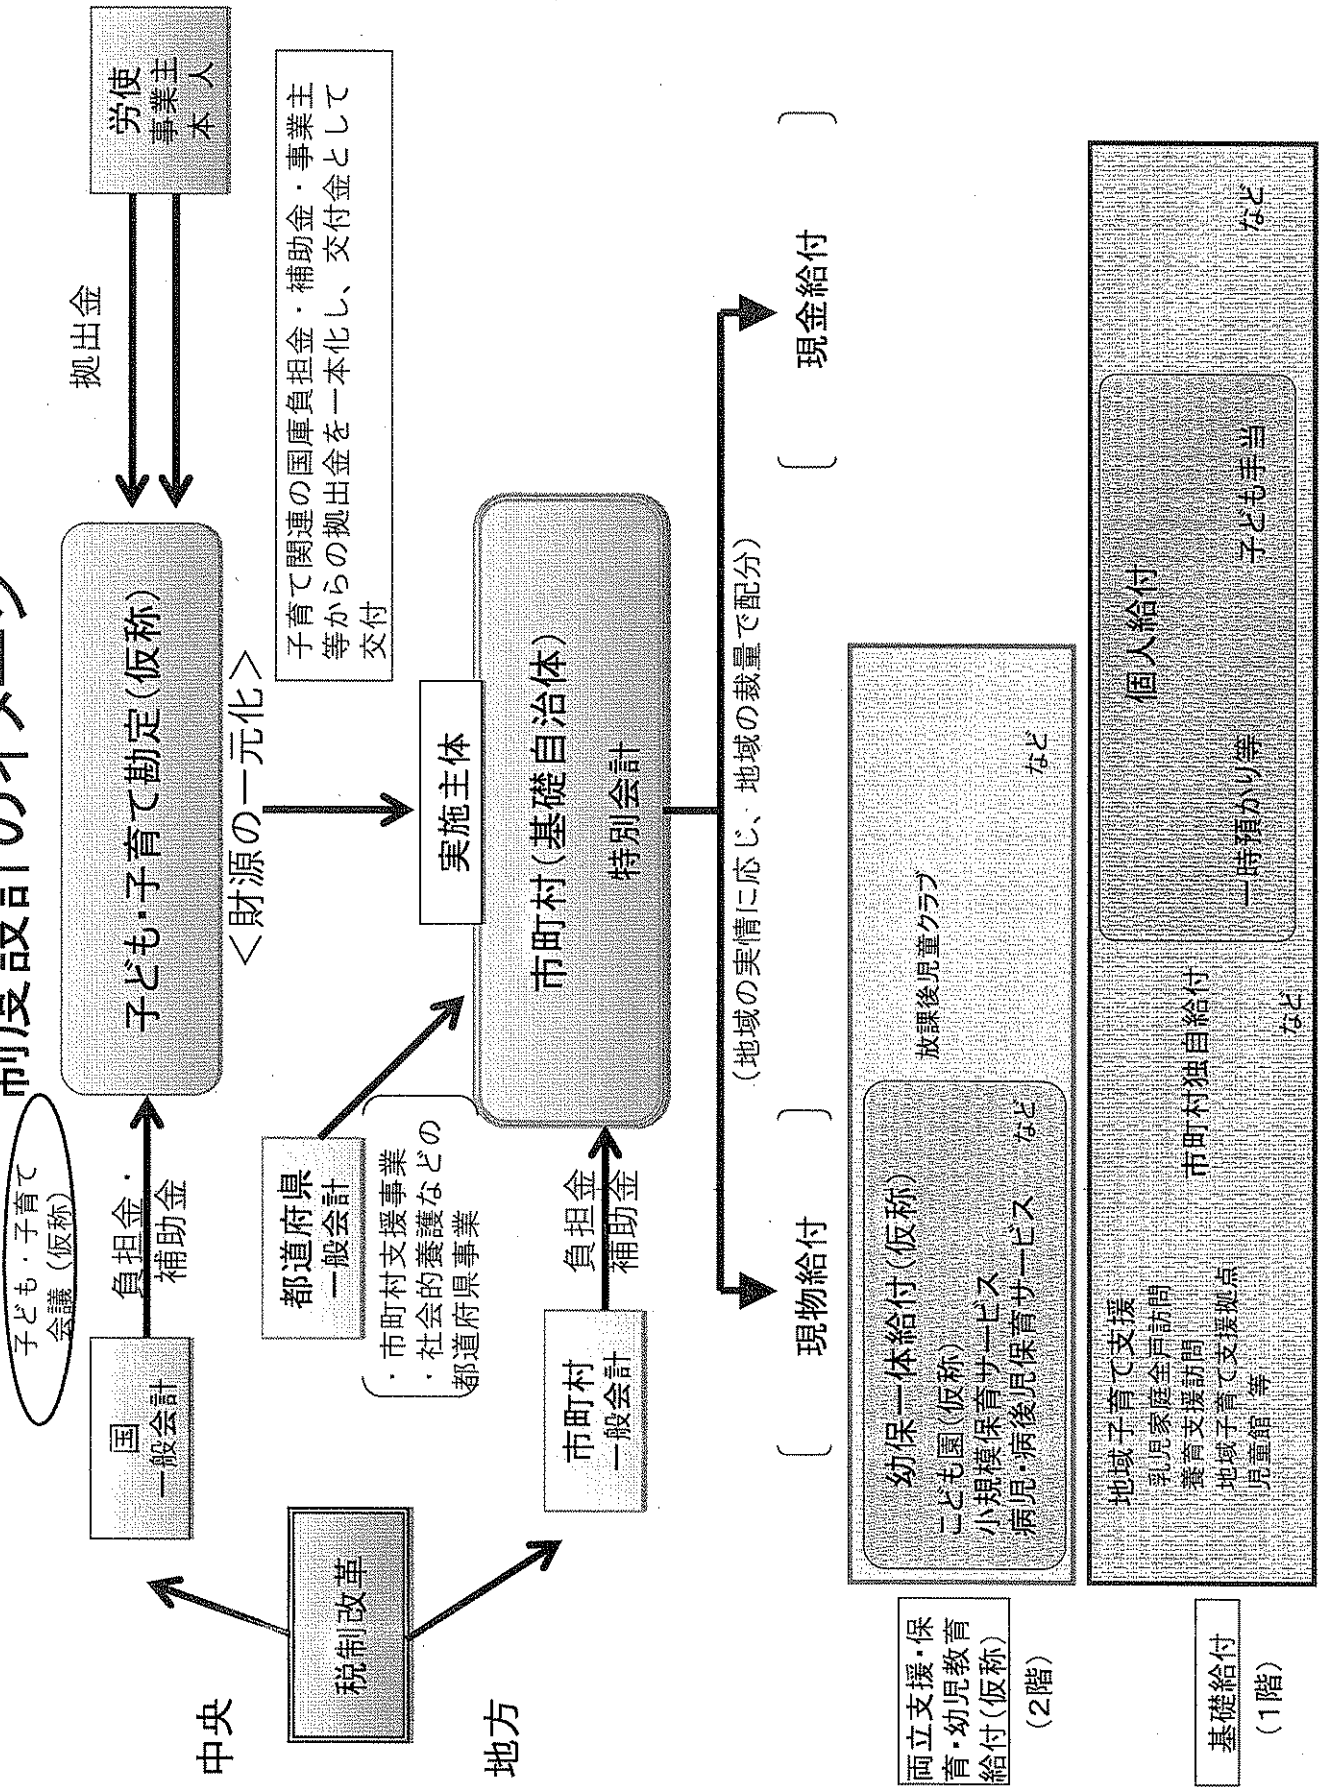 制度設計のイメージ
子ども・子育て
会議（仮称）
中央
国
一般会計
負担金・
補助金
子ども・子育て勘定（仮称）
拠出金
労使
事業主
本　人
＜財源の一元化＞
子育て関連の国庫負担金・補助金・事業主
等からの拠出金を一本化し、交付金として
交付
税制改革
都道府県
一般会計
・市町村支援事業
・社会的養護などの
都道府県事業
地方
市町村
一般会計
負担金
補助金
実施主体
市町村（基礎自治体）
特別会計
（地域の実情に応じ、地域の裁量で配分）
現物給付
現金給付
両立支援・保
育・幼児教育
給付（仮称）
（2階）
幼保一体給付（仮称）
こども園（仮称）
小規模保育サービス
病児・病後児保育サービス　など
放課後児童クラブ
など
基礎給付
（1階）
地域子育て支援
乳児家庭全戸訪問
養育支援訪問
地域子育て支援拠点
児童館　等
市町村独自給付
など
個人給付
一時預かり等
子ども手当
など